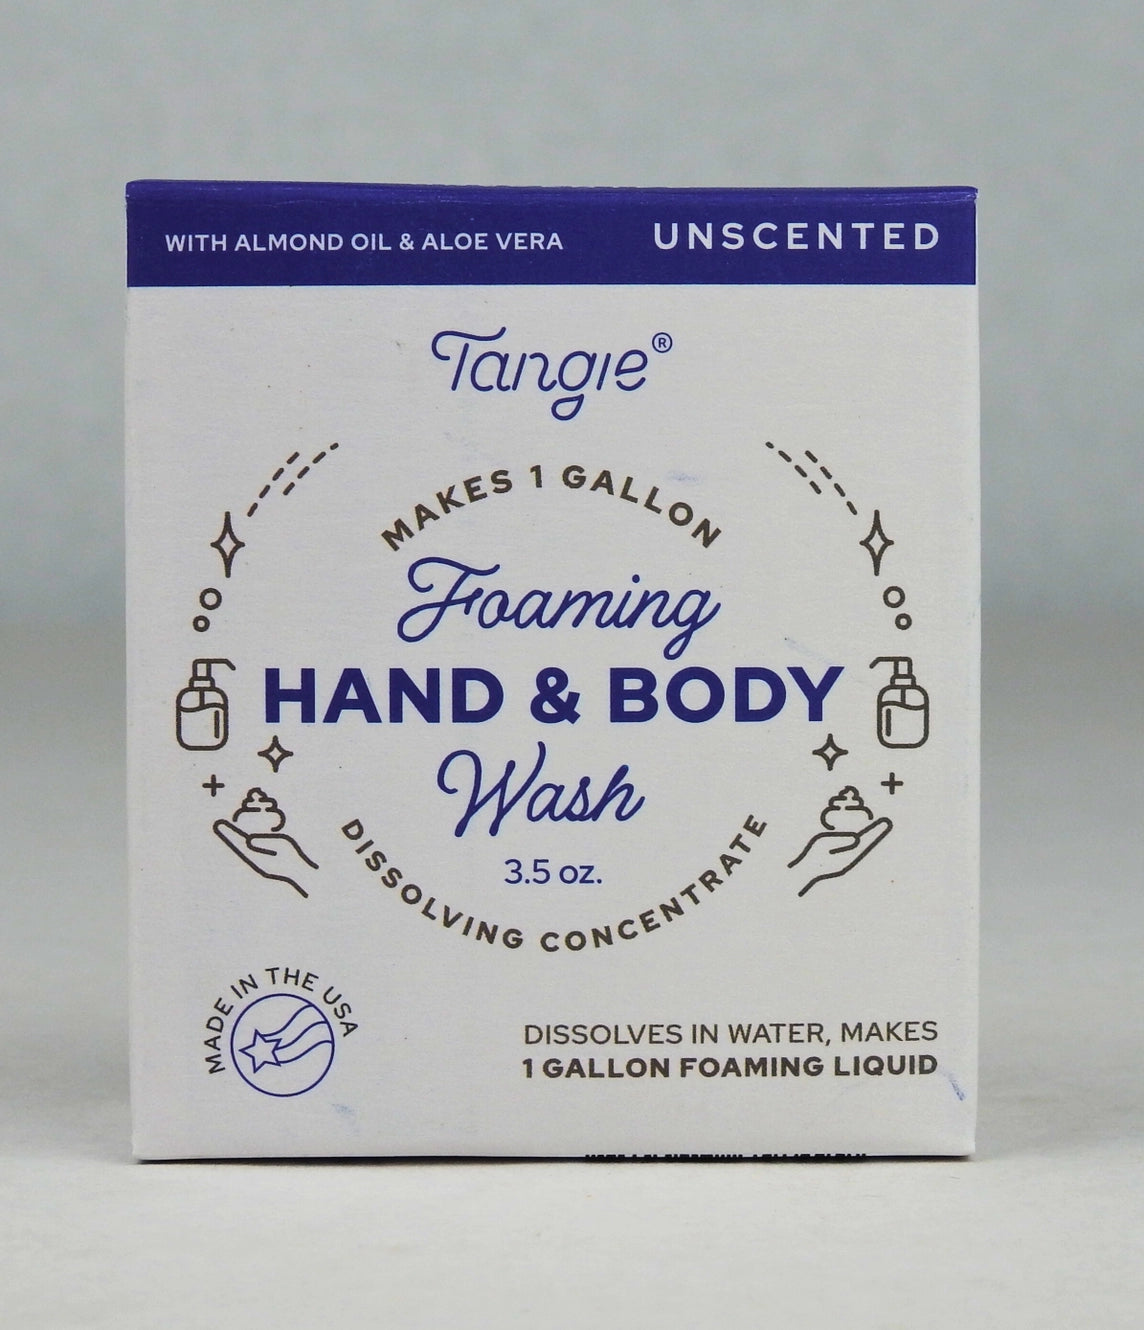 WITH ALMOND OIL & ALOE VERA
UNSCENTED
Tangie®
MAKES 1 GALLON
Foaming
HAND & BODY
Wash
3.5 oz.
DISSOLVING CONCENTRATE
MADE IN THE USA
DISSOLVES IN WATER, MAKES
1 GALLON FOAMING LIQUID